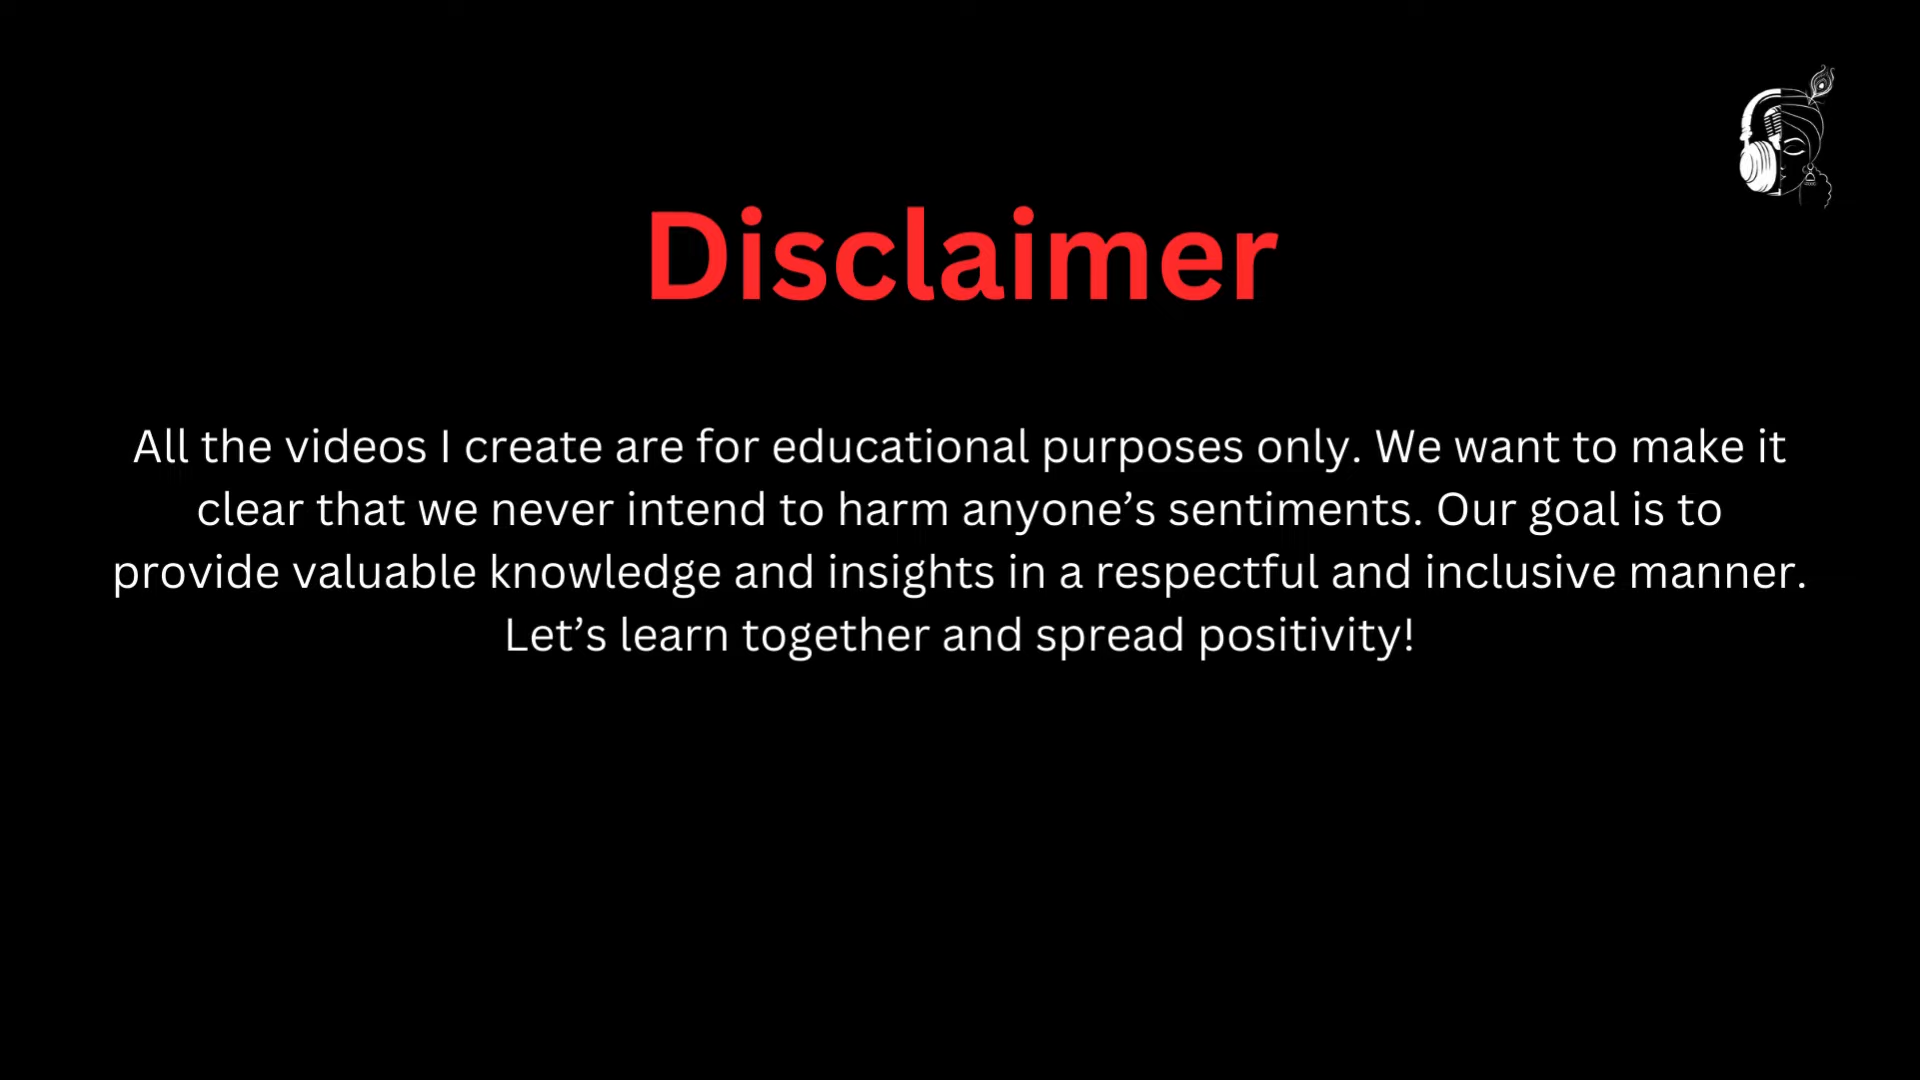 Disclaimer
All the videos I create are for educational purposes only. We want to make it
clear that we never intend to harm anyone’s sentiments. Our goal is to
provide valuable knowledge and insights in a respectful and inclusive manner.
Let’s learn together and spread positivity!